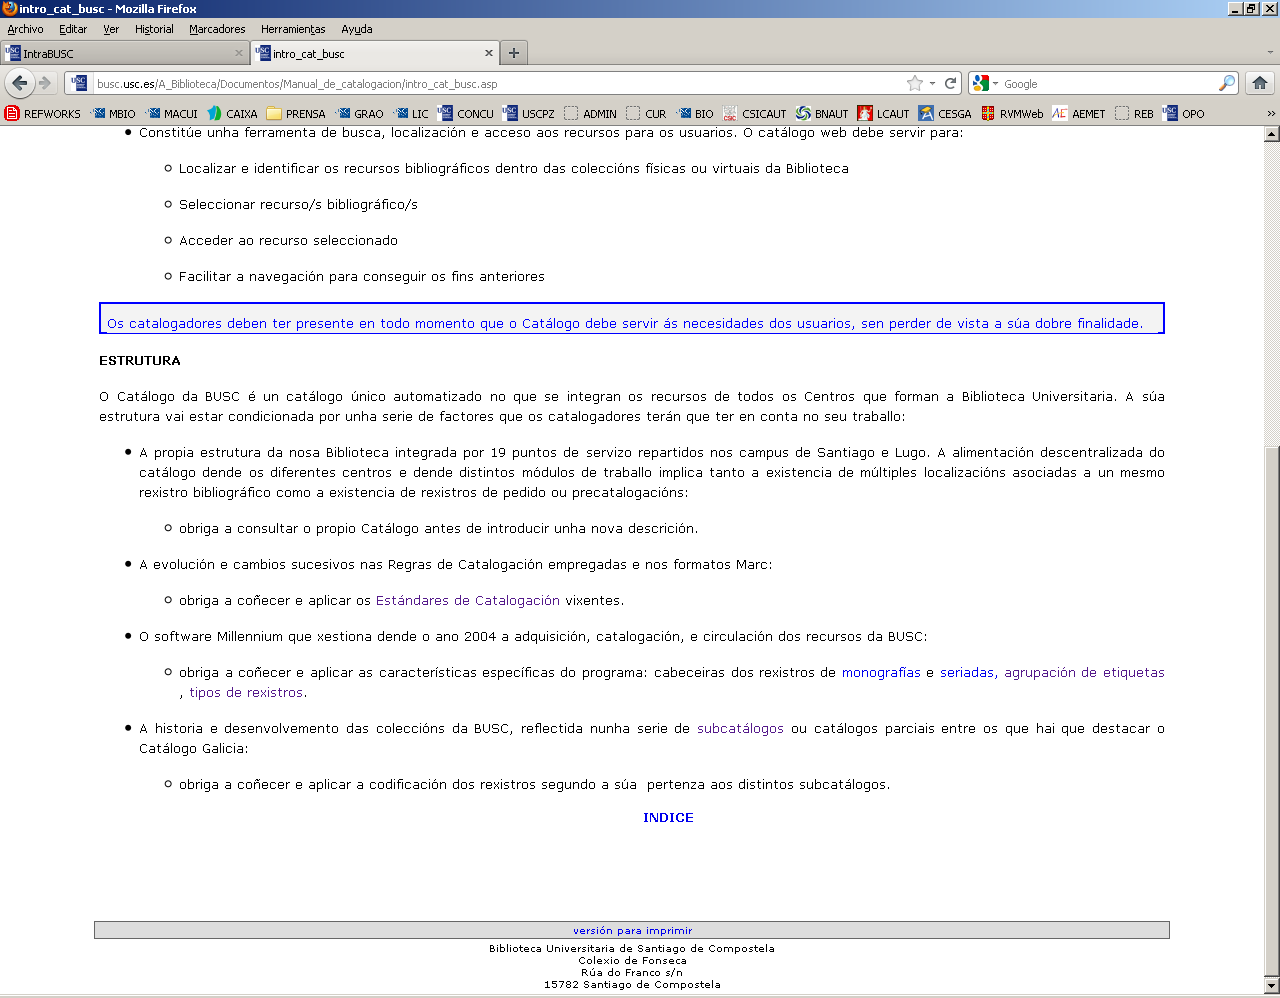 intro_cat_busc - Mozilla Firefox
Archivo Editar Ver Historial Marcadores Herramientas Ayuda
IntraBUSC × intro_cat_busc × +
busc.usc.es/A_Biblioteca/Documentos/Manual_de_catalogacion/intro_cat_busc.asp Google
REFWORKS MBIO MACUI CAIXA PRENSA GRAO LIC CONCU USCPZ ADMIN CUR BIO CSICAUT BNAUT LCAUT CESGA RVMWeb AEMET REB OPO »
Constitúe unha ferramenta de busca, localización e acceso aos recursos para os usuarios. O catálogo web debe servir para:
Localizar e identificar os recursos bibliográficos dentro das coleccións físicas ou virtuais da Biblioteca
Seleccionar recurso/s bibliográfico/s
Acceder ao recurso seleccionado
Facilitar a navegación para conseguir os fins anteriores
Os catalogadores deben ter presente en todo momento que o Catálogo debe servir ás necesidades dos usuarios, sen perder de vista a súa dobre finalidade.
ESTRUTURA
O Catálogo da BUSC é un catálogo único automatizado no que se integran os recursos de todos os Centros que forman a Biblioteca Universitaria. A súa
estrutura vai estar condicionada por unha serie de factores que os catalogadores terán que ter en conta no seu traballo:
A propia estrutura da nosa Biblioteca integrada por 19 puntos de servizo repartidos nos campus de Santiago e Lugo. A alimentación descentralizada do
catálogo dende os diferentes centros e dende distintos módulos de traballo implica tanto a existencia de múltiples localizacións asociadas a un mesmo
rexistro bibliográfico como a existencia de rexistros de pedido ou precatalogacións:
obriga a consultar o propio Catálogo antes de introducir unha nova descrición.
A evolución e cambios sucesivos nas Regras de Catalogación empregadas e nos formatos Marc:
obriga a coñecer e aplicar os Estándares de Catalogación vixentes.
O software Millennium que xestiona dende o ano 2004 a adquisición, catalogación, e circulación dos recursos da BUSC:
obriga a coñecer e aplicar as características específicas do programa: cabeceiras dos rexistros de monografías e seriadas, agrupación de etiquetas
, tipos de rexistros.
A historia e desenvolvemento das coleccións da BUSC, reflectida nunha serie de subcatálogos ou catálogos parciais entre os que hai que destacar o
Catálogo Galicia:
obriga a coñecer e aplicar a codificación dos rexistros segundo a súa pertenza aos distintos subcatálogos.
INDICE
versión para imprimir
Biblioteca Universitaria de Santiago de Compostela
Colexio de Fonseca
Rúa do Franco s/n
15782 Santiago de Compostela